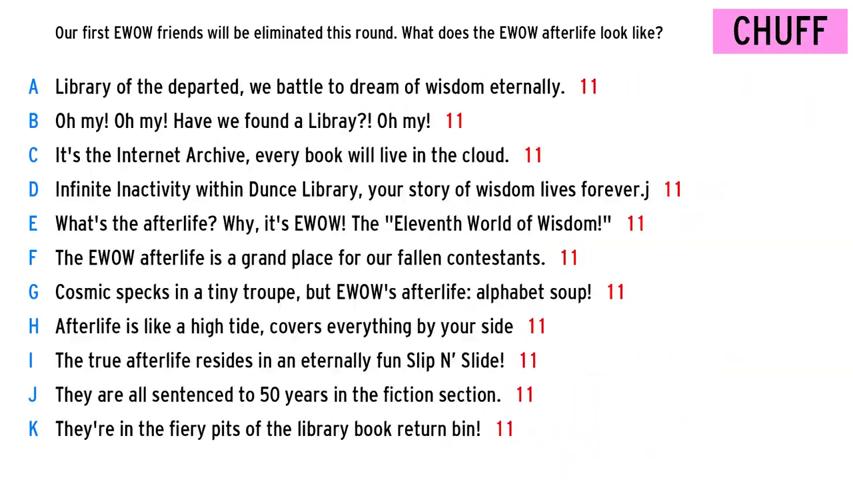 Our first EWOW friends will be eliminated this round. What does the EWOW afterlife look like?
CHUFF
A Library of the departed, we battle to dream of wisdom eternally. 11
B Oh my! Oh my! Have we found a Libray?! Oh my! 11
C It's the Internet Archive, every book will live in the cloud. 11
D Infinite Inactivity within Dunce Library, your story of wisdom lives forever.j 11
E What's the afterlife? Why, it's EWOW! The "Eleventh World of Wisdom!" 11
F The EWOW afterlife is a grand place for our fallen contestants. 11
G Cosmic specks in a tiny troupe, but EWOW's afterlife: alphabet soup! 11
H Afterlife is like a high tide, covers everything by your side 11
I The true afterlife resides in an eternally fun Slip N' Slide! 11
J They are all sentenced to 50 years in the fiction section. 11
K They're in the fiery pits of the library book return bin! 11